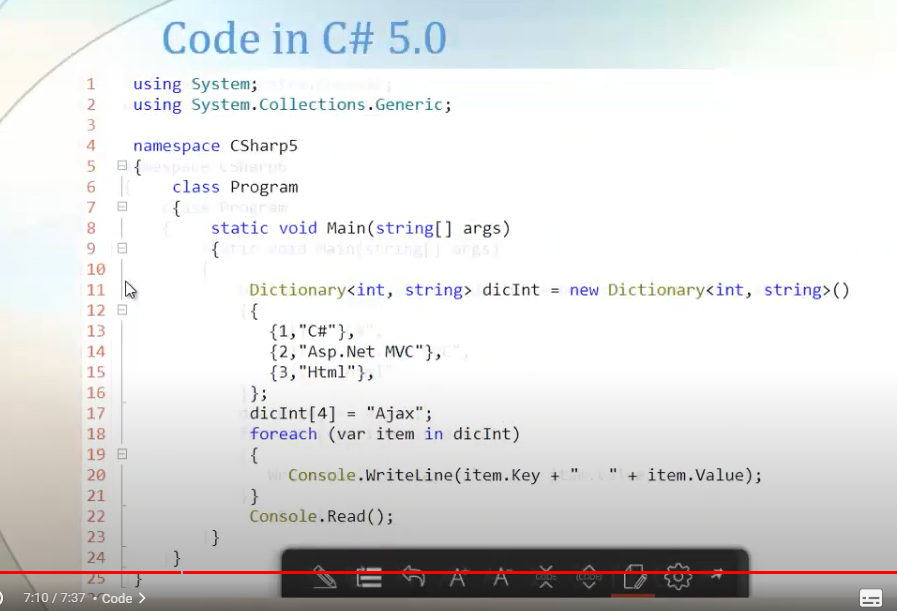 Code in C# 5.0
1 using System;
2 using System.Collections.Generic;
3
4 namespace CSharp5
5 {
6 class Program
7 {
8 static void Main(string[] args)
9 {
10
11 Dictionary<int, string> dicInt = new Dictionary<int, string>()
12 {
13 {1,"C#"},
14 {2,"Asp.Net MVC"},
15 {3,"Html"},
16 };
17 dicInt[4] = "Ajax";
18 foreach (var item in dicInt)
19 {
20 Console.WriteLine(item.Key + "   " + item.Value);
21 }
22 Console.Read();
23 }
24 }
25 }
7:10 / 7:37 • Code >